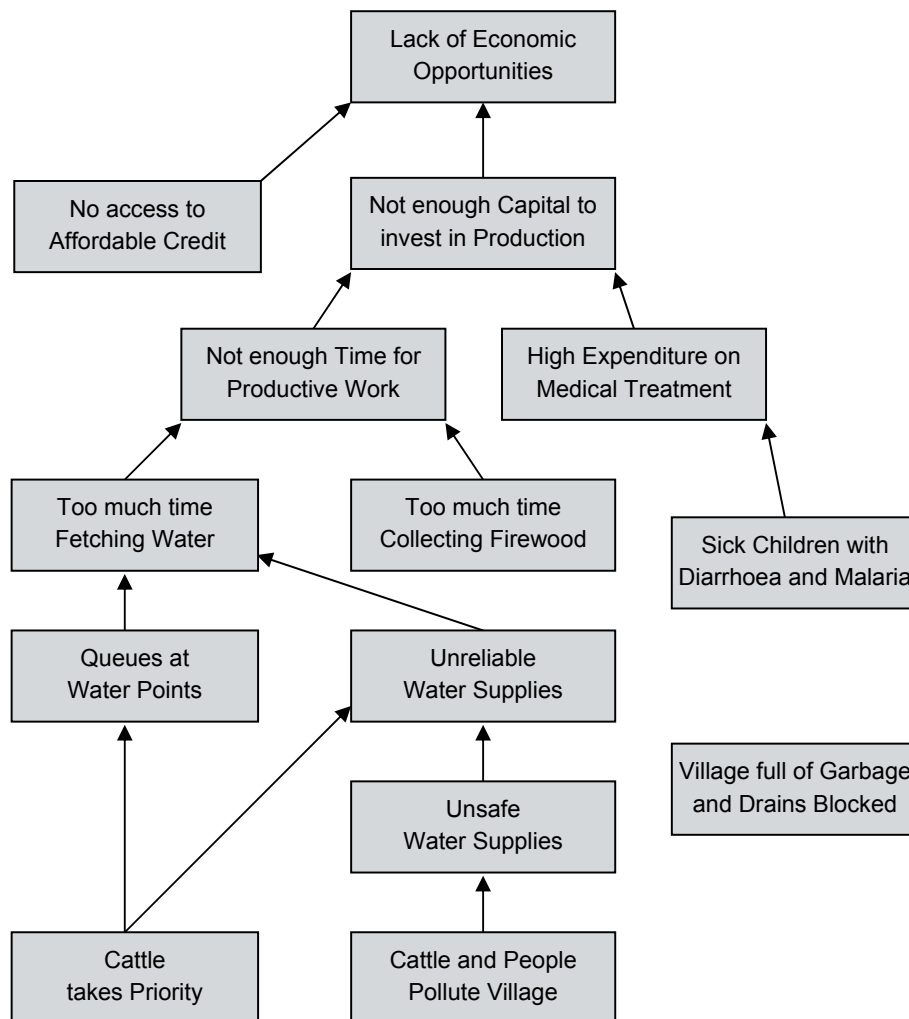 Lack of Economic
Opportunities
No access to
Affordable Credit
Not enough Capital to
invest in Production
Not enough Time for
Productive Work
High Expenditure on
Medical Treatment
Too much time
Fetching Water
Too much time
Collecting Firewood
Sick Children with
Diarrhoea and Malaria
Queues at
Water Points
Unreliable
Water Supplies
Village full of Garbage
and Drains Blocked
Unsafe
Water Supplies
Cattle
takes Priority
Cattle and People
Pollute Village